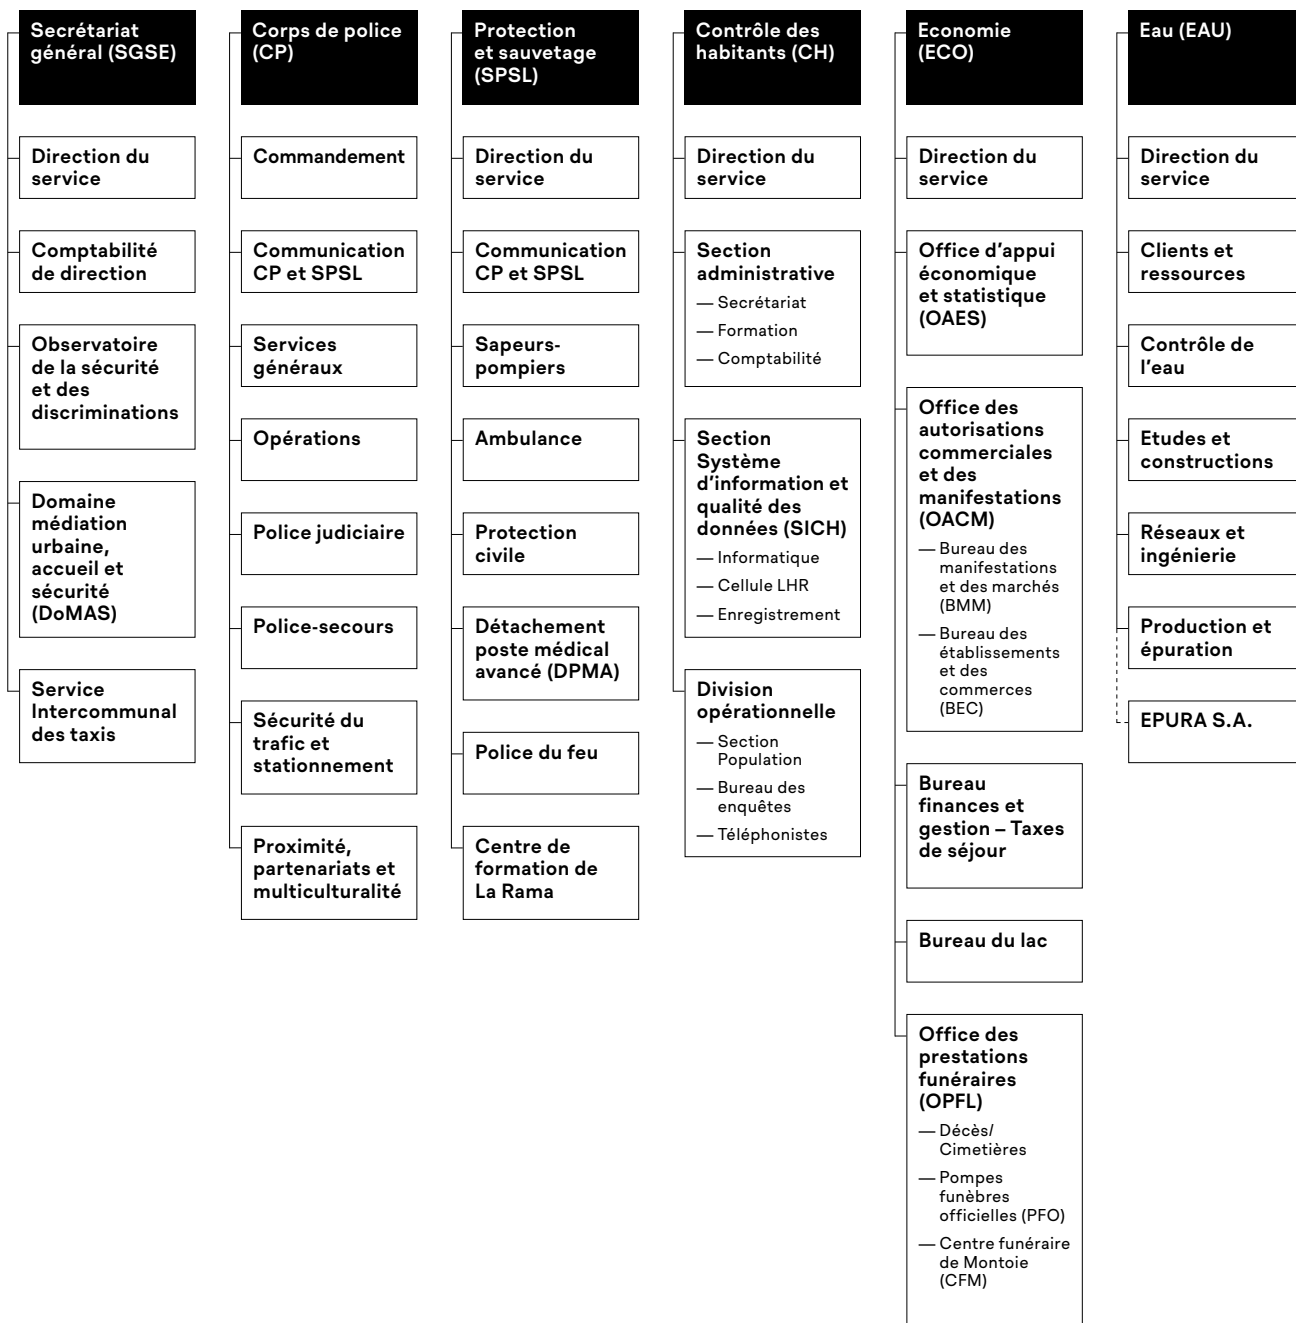 Secrétariat
général (SGSE)
Direction du
service
Comptabilité
de direction
Observatoire
de la sécurité
et des
discriminations
Domaine
médiation
urbaine,
accueil et
sécurité
(DoMAS)
Service
Intercommunal
des taxis
Corps de police
(CP)
Commandement
Communication
CP et SPSL
Services
généraux
Opérations
Police judiciaire
Police-secours
Sécurité du
trafic et
stationnement
Proximité,
partenariats et
multiculturalité
Protection
et sauvetage
(SPSL)
Direction du
service
Communication
CP et SPSL
Sapeurs-
pompiers
Ambulance
Protection
civile
Détachement
poste médical
avancé (DPMA)
Police du feu
Centre de
formation de
La Rama
Contrôle des
habitants (CH)
Direction du
service
Section
administrative
— Secrétariat
— Formation
— Comptabilité
Section
Système
d'information et
qualité des
données (SICH)
— Informatique
— Cellule LHR
— Enregistrement
Division
opérationnelle
— Section
Population
— Bureau des
enquêtes
— Téléphonistes
Economie
(ECO)
Direction du
service
Office d'appui
économique
et statistique
(OAES)
Office des
autorisations
commerciales
et des
manifestations
(OACM)
— Bureau des
manifestations
et des marchés
(BMM)
— Bureau des
établissements
et des
commerces
(BEC)
Bureau
finances et
gestion – Taxes
de séjour
Bureau du lac
Office des
prestations
funéraires
(OPFL)
— Décès/
Cimetières
— Pompes
funèbres
officielles (PFO)
— Centre funéraire
de Montoie
(CFM)
Eau (EAU)
Direction du
service
Clients et
ressources
Contrôle de
l'eau
Etudes et
constructions
Réseaux et
ingénierie
Production et
épuration
EPURA S.A.